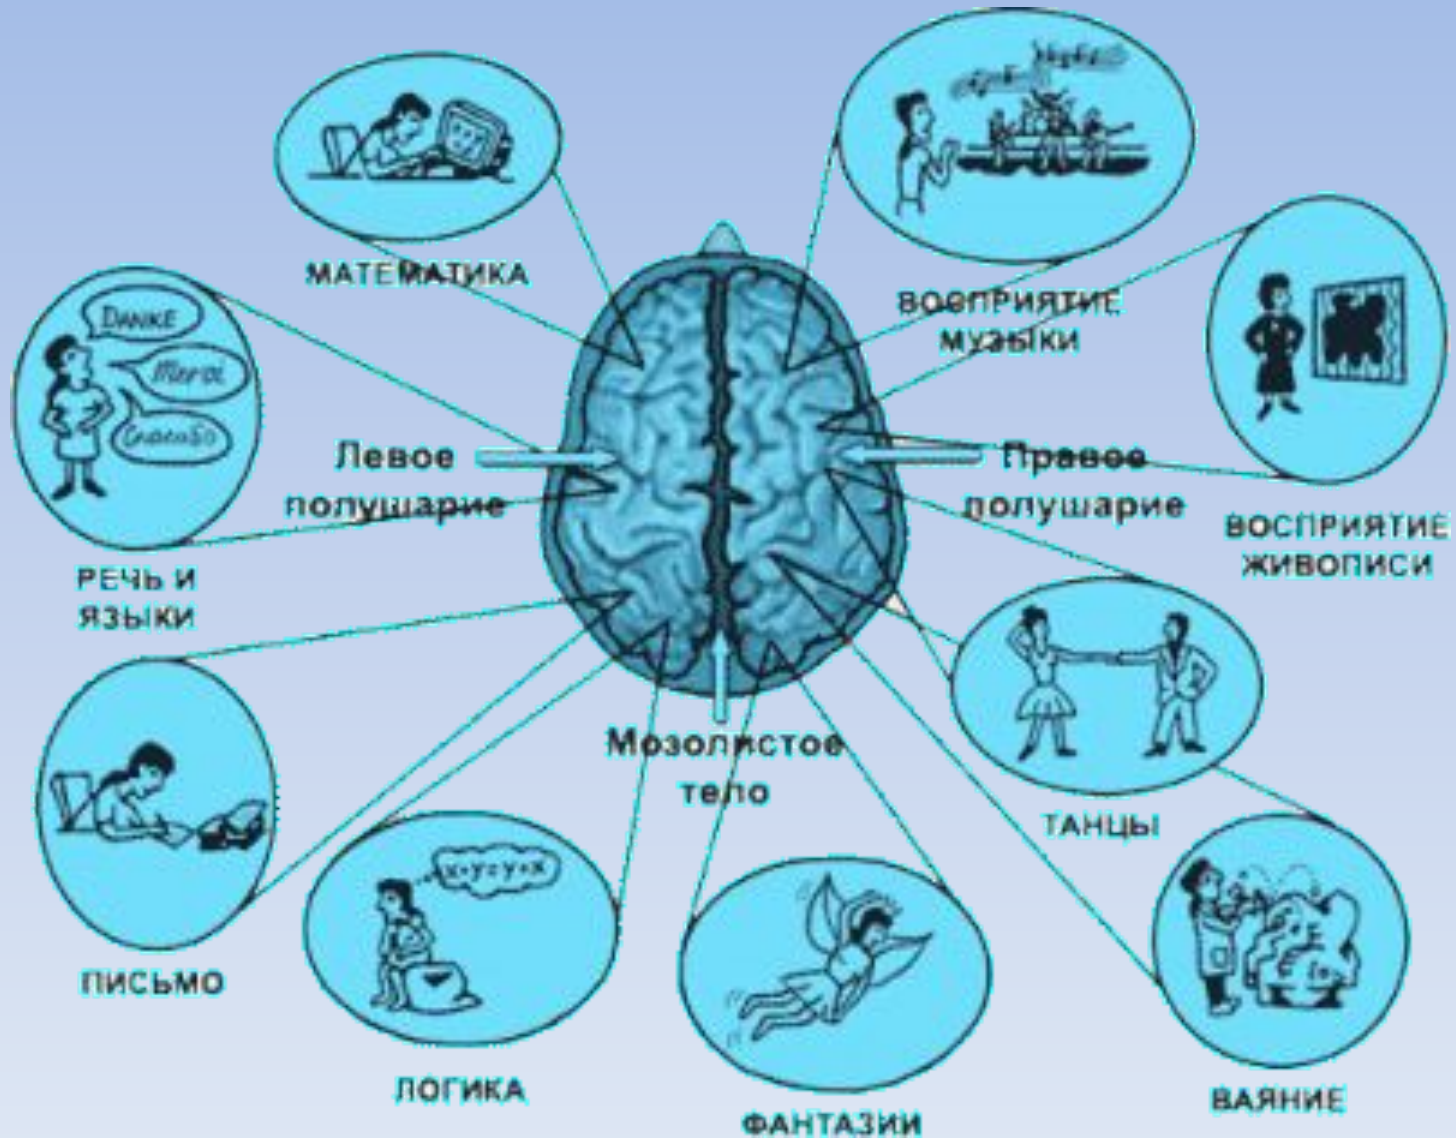 МАТЕМАТИКА
ВОСПРИЯТИЕ
МУЗЫКИ
DANKE
Merci
Спасибо
РЕЧЬ И
ЯЗЫКИ
Левое
полушарие
Правое
полушарие
ВОСПРИЯТИЕ
ЖИВОПИСИ
Мозолистое
тело
ТАНЦЫ
ПИСЬМО
ЛОГИКА
ФАНТАЗИИ
ВАЯНИЕ